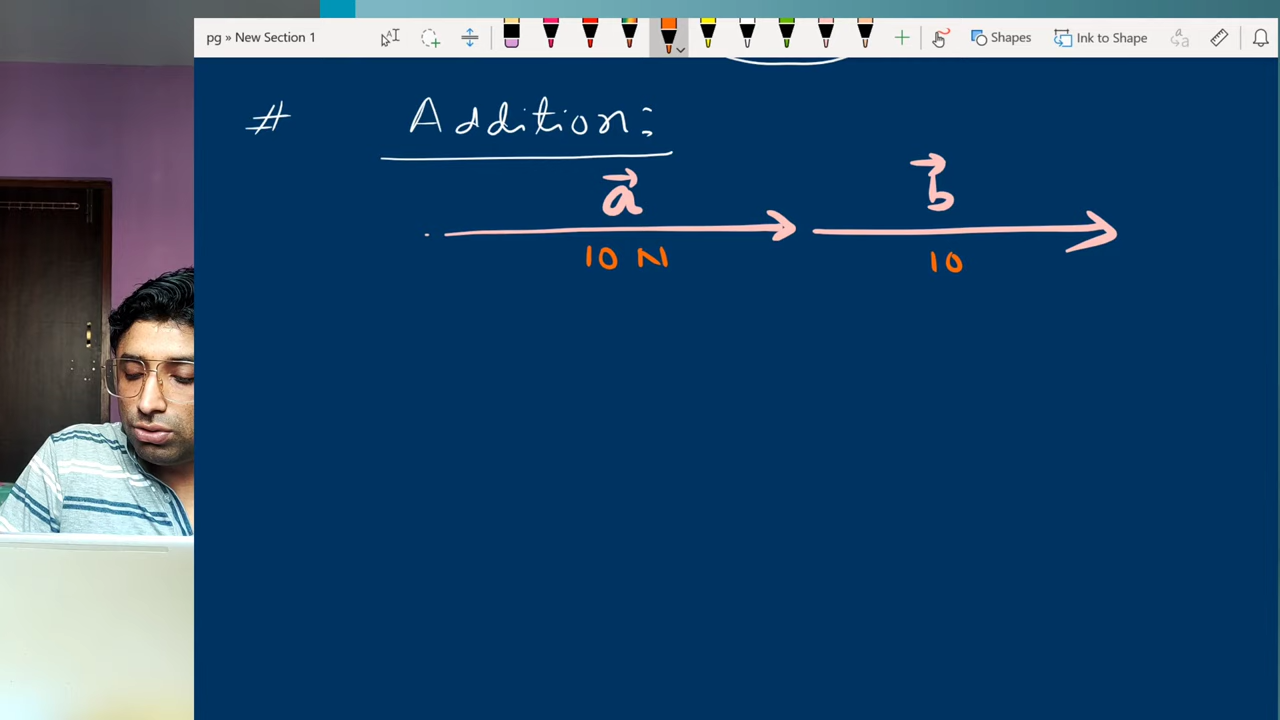 pg » New Section 1
Shapes
Ink to Shape
# Addition:
a⃗
b⃗
10 N
10